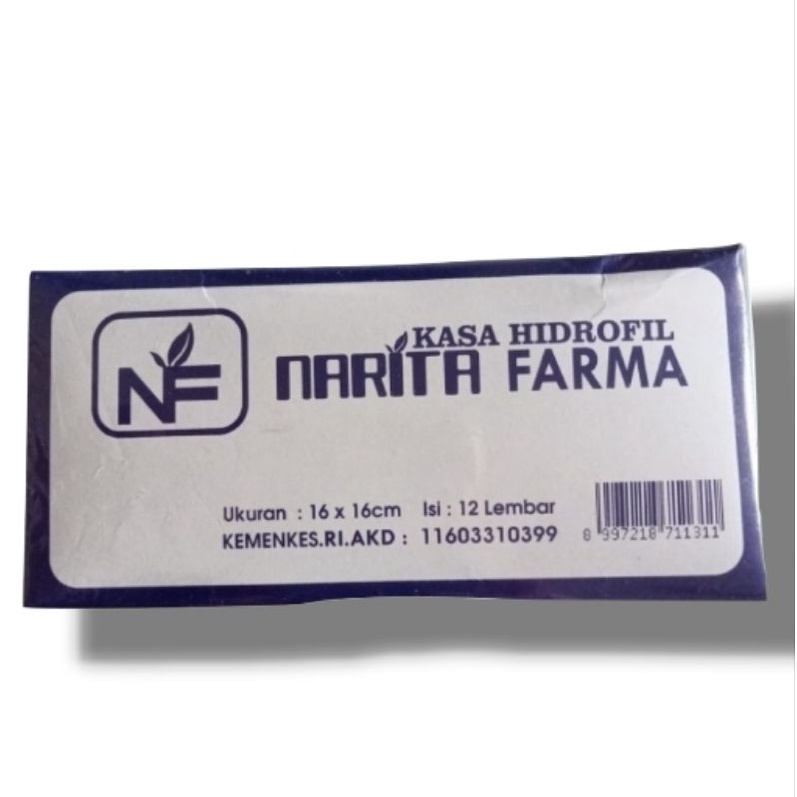 NF
KASA HIDROFIL
NARITA FARMA
Ukuran : 16 x 16cm Isi : 12 Lembar
KEMENKES.RI.AKD : 11603310399
8 997218 711311